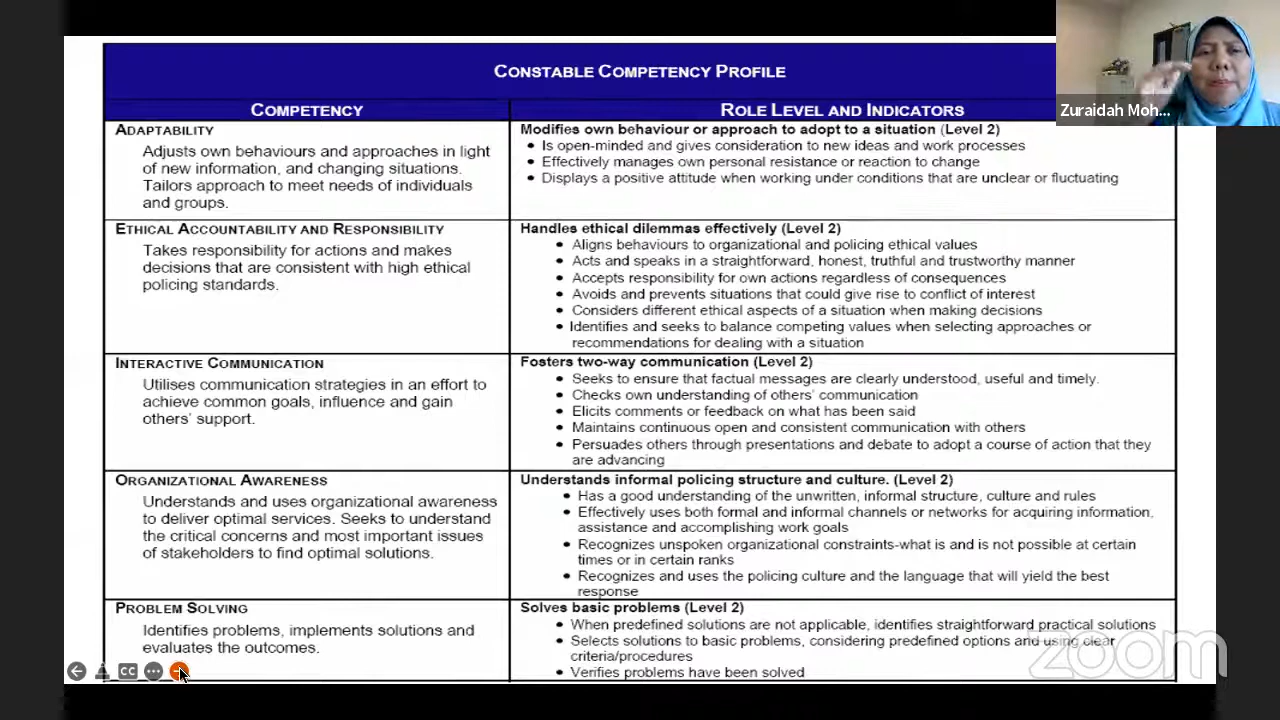 CONSTABLE COMPETENCY PROFILE
COMPETENCY
ROLE LEVEL AND INDICATORS
ADAPTABILITY
Adjusts own behaviours and approaches in light
of new information, and changing situations.
Tailors approach to meet needs of individuals
and groups.
Modifies own behaviour or approach to adopt to a situation (Level 2)
• Is open-minded and gives consideration to new ideas and work processes
• Effectively manages own personal resistance or reaction to change
• Displays a positive attitude when working under conditions that are unclear or fluctuating
ETHICAL ACCOUNTABILITY AND RESPONSIBILITY
Takes responsibility for actions and makes
decisions that are consistent with high ethical
policing standards.
Handles ethical dilemmas effectively (Level 2)
• Aligns behaviours to organizational and policing ethical values
• Acts and speaks in a straightforward, honest, truthful and trustworthy manner
• Accepts responsibility for own actions regardless of consequences
• Avoids and prevents situations that could give rise to conflict of interest
• Considers different ethical aspects of a situation when making decisions
• Identifies and seeks to balance competing values when selecting approaches or
recommendations for dealing with a situation
INTERACTIVE COMMUNICATION
Utilises communication strategies in an effort to
achieve common goals, influence and gain
others' support.
Fosters two-way communication (Level 2)
• Seeks to ensure that factual messages are clearly understood, useful and timely.
• Checks own understanding of others' communication
• Elicits comments or feedback on what has been said
• Maintains continuous open and consistent communication with others
• Persuades others through presentations and debate to adopt a course of action that they
are advancing
ORGANIZATIONAL AWARENESS
Understands and uses organizational awareness
to deliver optimal services. Seeks to understand
the critical concerns and most important issues
of stakeholders to find optimal solutions.
Understands informal policing structure and culture. (Level 2)
• Has a good understanding of the unwritten, informal structure, culture and rules
• Effectively uses both formal and informal channels or networks for acquiring information,
assistance and accomplishing work goals
• Recognizes unspoken organizational constraints-what is and is not possible at certain
times or in certain ranks
• Recognizes and uses the policing culture and the language that will yield the best
response
PROBLEM SOLVING
Identifies problems, implements solutions and
evaluates the outcomes.
Solves basic problems (Level 2)
• When predefined solutions are not applicable, identifies straightforward practical solutions
• Selects solutions to basic problems, considering predefined options and using clear
criteria/procedures
• Verifies problems have been solved
Zuraidah Moh...
CC
zoom